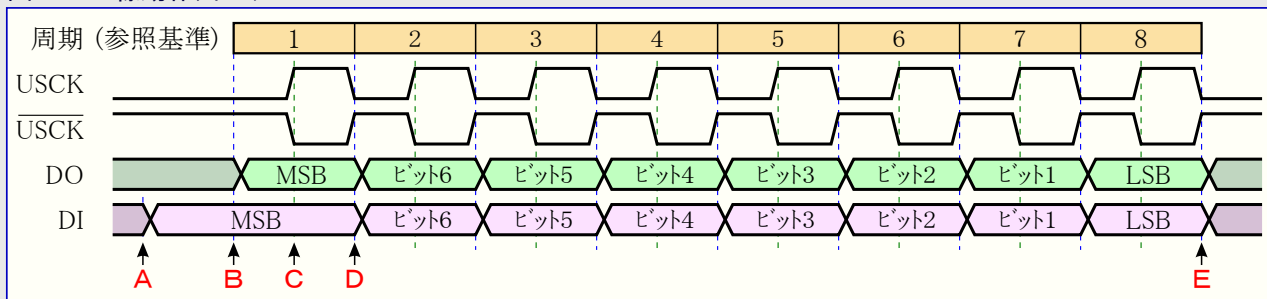 周期 (参照基準) 1 2 3 4 5 6 7 8
USCK
USCK
DO MSB ビット6 ビット5 ビット4 ビット3 ビット2 ビット1 LSB
DI MSB ビット6 ビット5 ビット4 ビット3 ビット2 ビット1 LSB
A B C D E